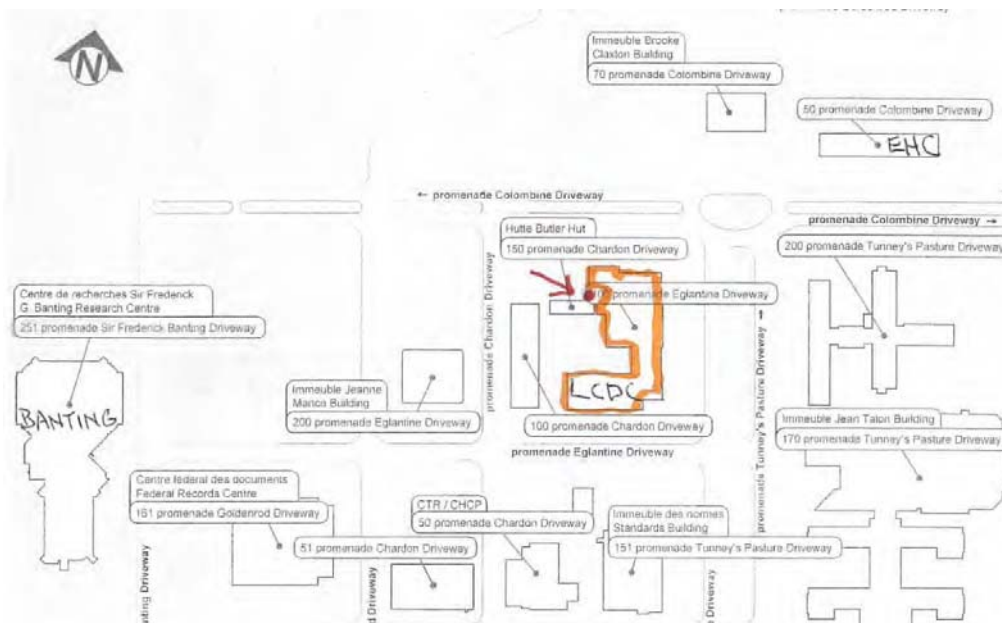 Immeuble Brooke
Claxton Building
70 promenade Colombine Driveway
50 promenade Colombine Driveway
EHC
N
← promenade Colombine Driveway
promenade Colombine Driveway →
Hutte Butler Hut
150 promenade Chardon Driveway
200 promenade Tunney's Pasture Driveway
promenade Eglantine Driveway
Centre de recherches Sir Frederick
G. Banting Research Centre
251 promenade Sir Frederick Banting Driveway
BANTING
promenade Chardon Driveway
promenade Tunney's Pasture Driveway →
LCDC
Immeuble Jeanne
Mance Building
200 promenade Eglantine Driveway
100 promenade Chardon Driveway
Immeuble Jean Talon Building
170 promenade Tunney's Pasture Driveway
promenade Eglantine Driveway
Centre fédéral des documents
Federal Records Centre
161 promenade Goldenrod Driveway
CTR / CHCP
50 promenade Chardon Driveway
Immeuble des normes
Standards Building
151 promenade Tunney's Pasture Driveway
51 promenade Chardon Driveway
Driveway
Driveway
Driveway